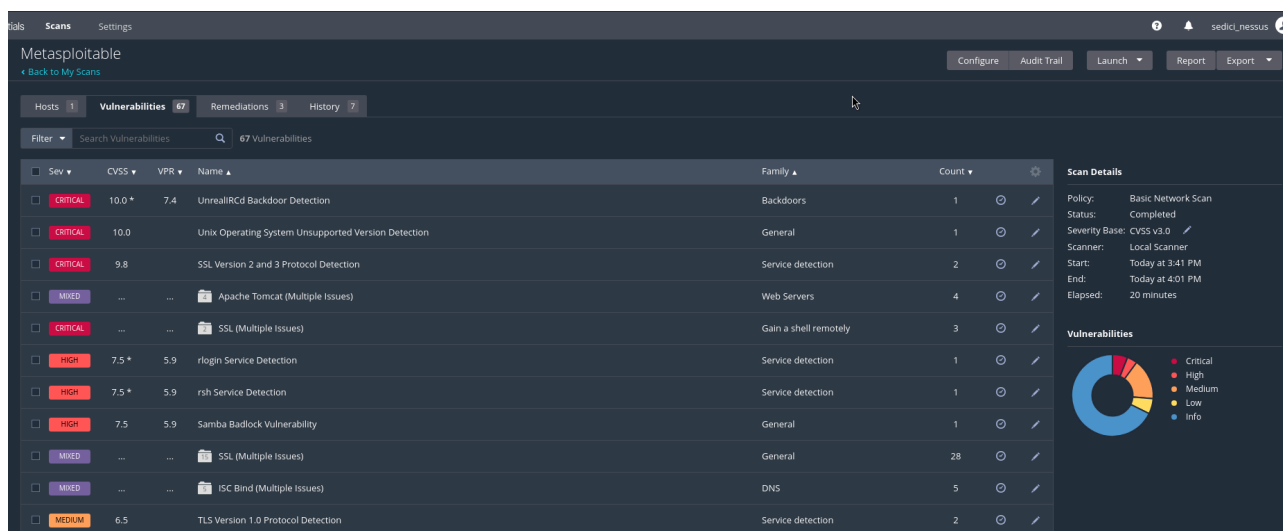 tials Scans Settings sedici_nessus
Metasploitable
Back to My Scans
Configure Audit Trail Launch Report Export
Hosts 1 Vulnerabilities 67 Remediations 3 History 7
Filter Search Vulnerabilities 67 Vulnerabilities
Sev CVSS VPR Name Family Count
CRITICAL 10.0 * 7.4 UnrealIRCd Backdoor Detection Backdoors 1
CRITICAL 10.0 Unix Operating System Unsupported Version Detection General 1
CRITICAL 9.8 SSL Version 2 and 3 Protocol Detection Service detection 2
MIXED ... ... 4 Apache Tomcat (Multiple Issues) Web Servers 4
CRITICAL ... ... 2 SSL (Multiple Issues) Gain a shell remotely 3
HIGH 7.5 * 5.9 rlogin Service Detection Service detection 1
HIGH 7.5 * 5.9 rsh Service Detection Service detection 1
HIGH 7.5 5.9 Samba Badlock Vulnerability General 1
MIXED ... ... 15 SSL (Multiple Issues) General 28
MIXED ... ... 5 ISC Bind (Multiple Issues) DNS 5
MEDIUM 6.5 TLS Version 1.0 Protocol Detection Service detection 2
Scan Details
Policy: Basic Network Scan
Status: Completed
Severity Base: CVSS v3.0
Scanner: Local Scanner
Start: Today at 3:41 PM
End: Today at 4:01 PM
Elapsed: 20 minutes
Vulnerabilities
Critical
High
Medium
Low
Info